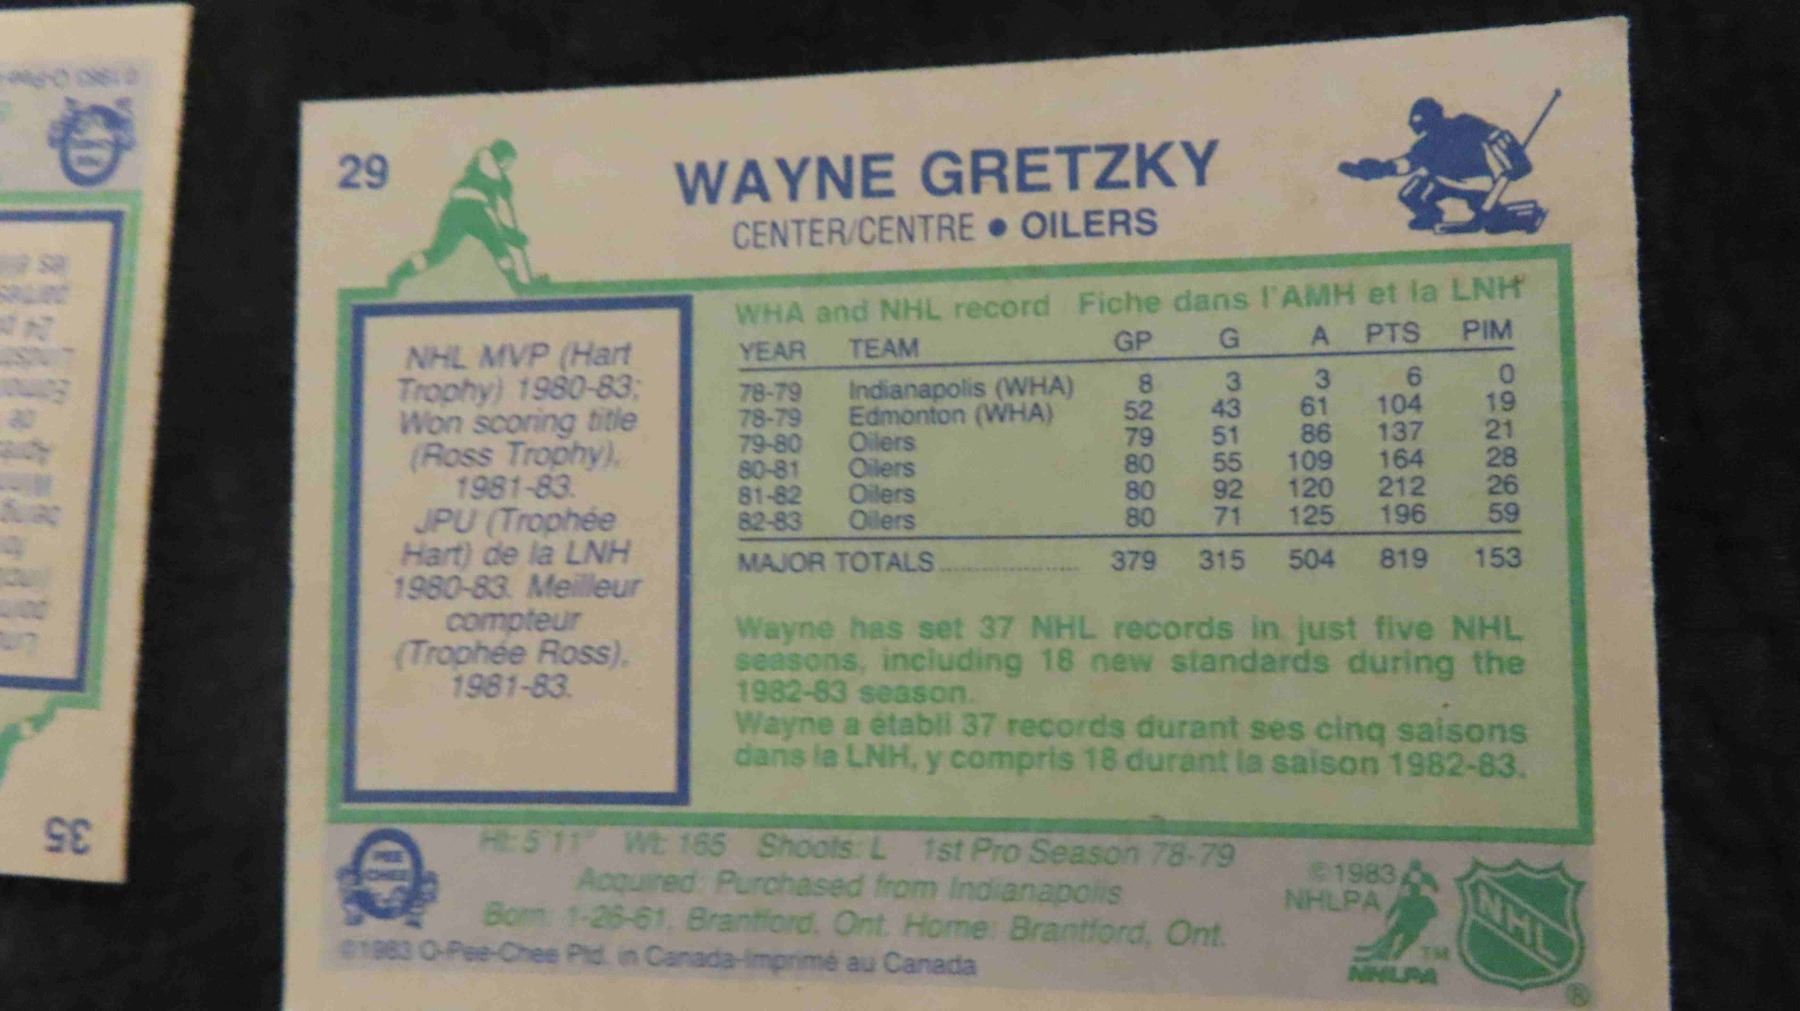 29
WAYNE GRETZKY
CENTER/CENTRE • OILERS
NHL MVP (Hart
Trophy) 1980-83;
Won scoring title
(Ross Trophy),
1981-83.
JPU (Trophée
Hart) de la LNH
1980-83. Meilleur
compteur
(Trophée Ross),
1981-83.
WHA and NHL record Fiche dans l'AMH et la LNH
YEAR TEAM GP G A PTS PIM
78-79 Indianapolis (WHA) 8 3 3 6 0
78-79 Edmonton (WHA) 52 43 61 104 19
79-80 Oilers 79 51 86 137 21
80-81 Oilers 80 55 109 164 28
81-82 Oilers 80 92 120 212 26
82-83 Oilers 80 71 125 196 59
MAJOR TOTALS 379 315 504 819 153
Wayne has set 37 NHL records in just five NHL
seasons, including 18 new standards during the
1982-83 season.
Wayne a établi 37 records durant ses cinq saisons
dans la LNH, y compris 18 durant la saison 1982-83.
Ht: 5'11" Wt: 165 Shoots: L 1st Pro Season 78-79
Acquired: Purchased from Indianapolis
Born: 1-26-61, Brantford, Ont. Home: Brantford, Ont.
©1983 O-Pee-Chee Ptd. in Canada-Imprimé au Canada
©1983
NHLPA
TM
NHLPA
NHL
®
35